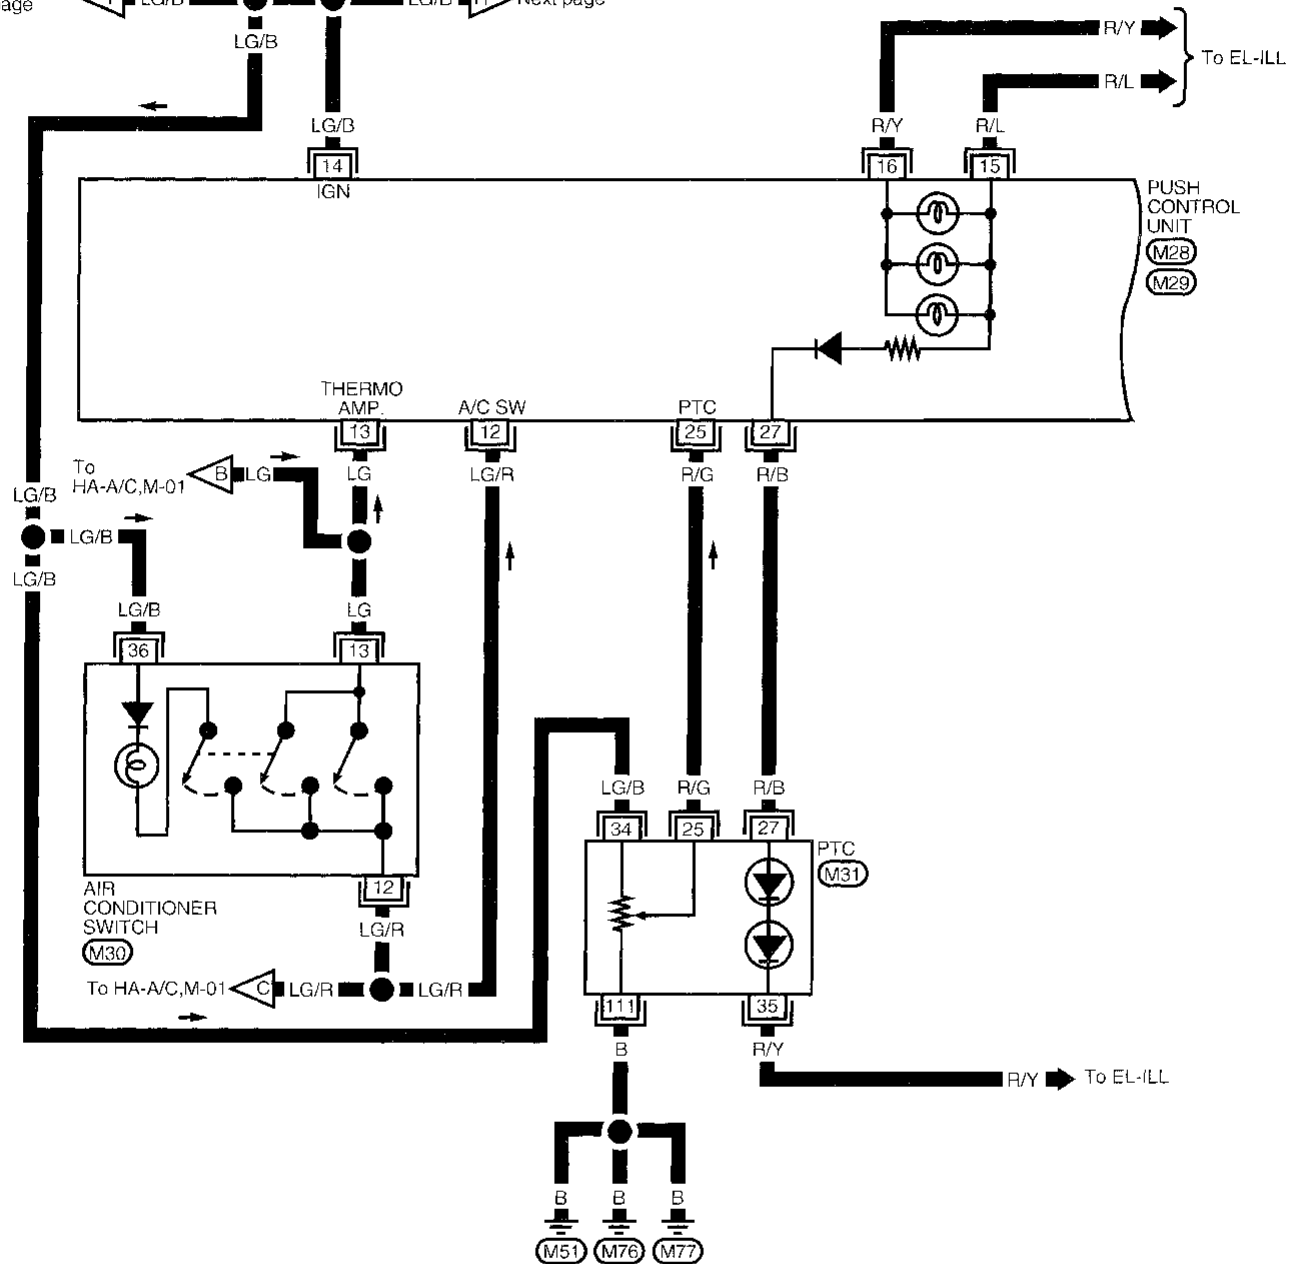 age
LG/B
LG/B
H
Next page
LG/B
R/Y
To EL-ILL
R/L
LG/B
R/Y
R/L
14
16
15
IGN
PUSH
CONTROL
UNIT
M28
M29
THERMO
AMP.
A/C SW
PTC
13
12
25
27
To
HA-A/C,M-01
B
LG
LG
LG/R
R/G
R/B
LG/B
LG/B
LG/B
LG/B
LG
36
13
LG/B
R/G
R/B
34
25
27
PTC
M31
12
AIR
CONDITIONER
SWITCH
M30
LG/R
To HA-A/C,M-01
C
LG/R
LG/R
111
35
B
R/Y
R/Y
To EL-ILL
B
B
B
M51
M76
M77